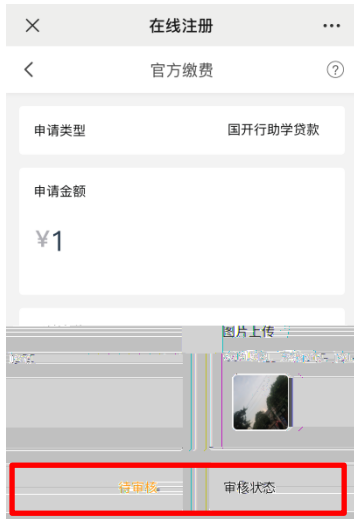 在线注册
官方缴费
申请类型 国开行助学贷款
申请金额
¥1
图片上传
待审核 审核状态